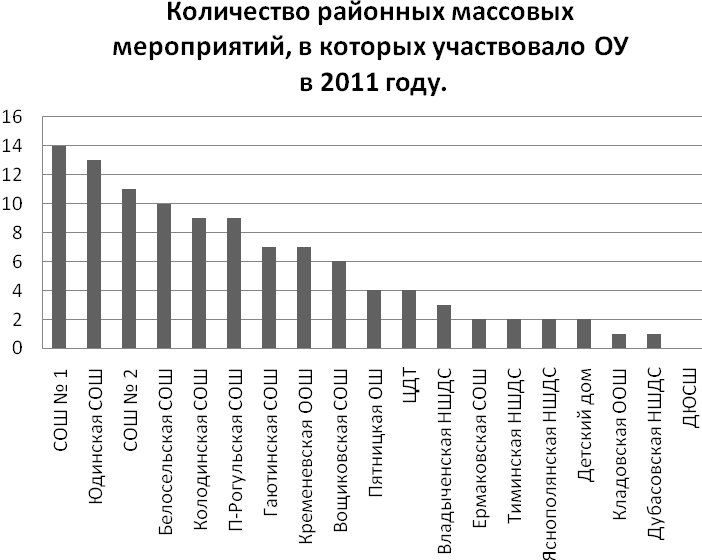 Количество районных массовых
мероприятий, в которых участвовало ОУ
в 2011 году.
16
14
12
10
8
6
4
2
0
СОШ № 1
Юдинская СОШ
СОШ № 2
Белосельская СОШ
Колодинская СОШ
П-Рогульская СОШ
Гаютинская СОШ
Кременевская ООШ
Вощиковская СОШ
Пятницкая ОШ
ЦДТ
Владыченская НШДС
Ермаковская СОШ
Тиминская НШДС
Яснополянская НШДС
Детский дом
Кладовская ООШ
Дубасовская НШДС
ДЮСШ